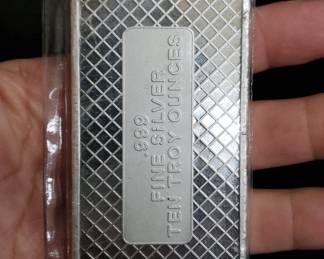 .999
FINE SILVER
TEN TROY OUNCES